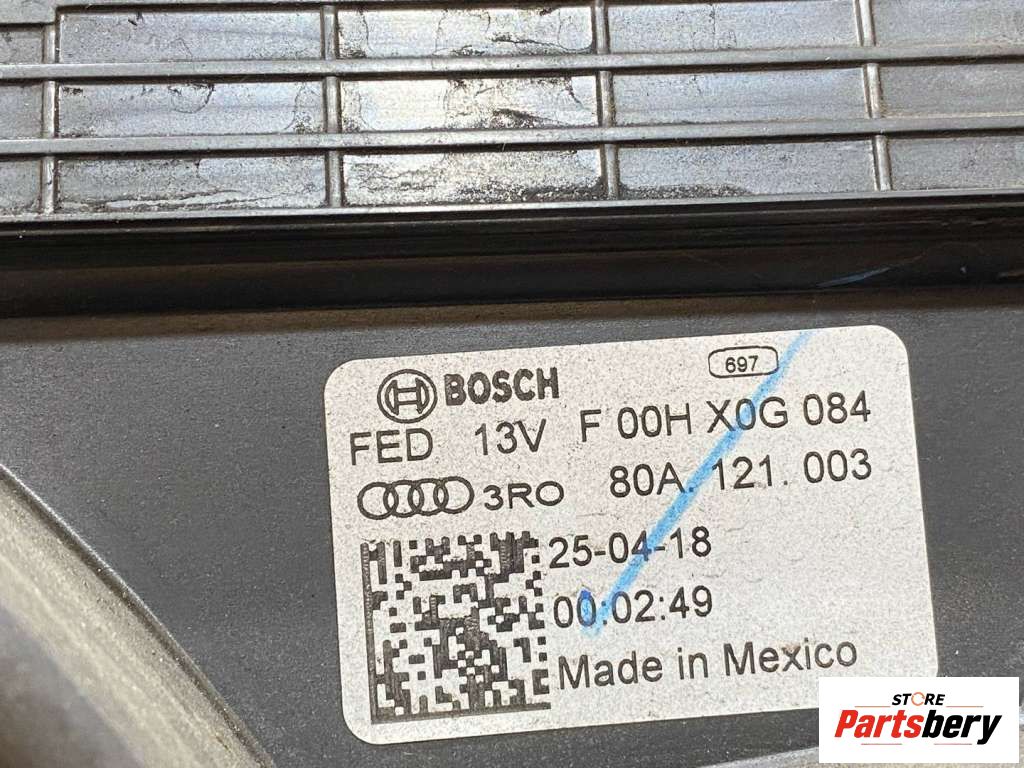 BOSCH 697
FED 13V F 00H X0G 084
3RO 80A.121.003
25-04-18
00:02:49
Made in Mexico
STORE
Partsbery